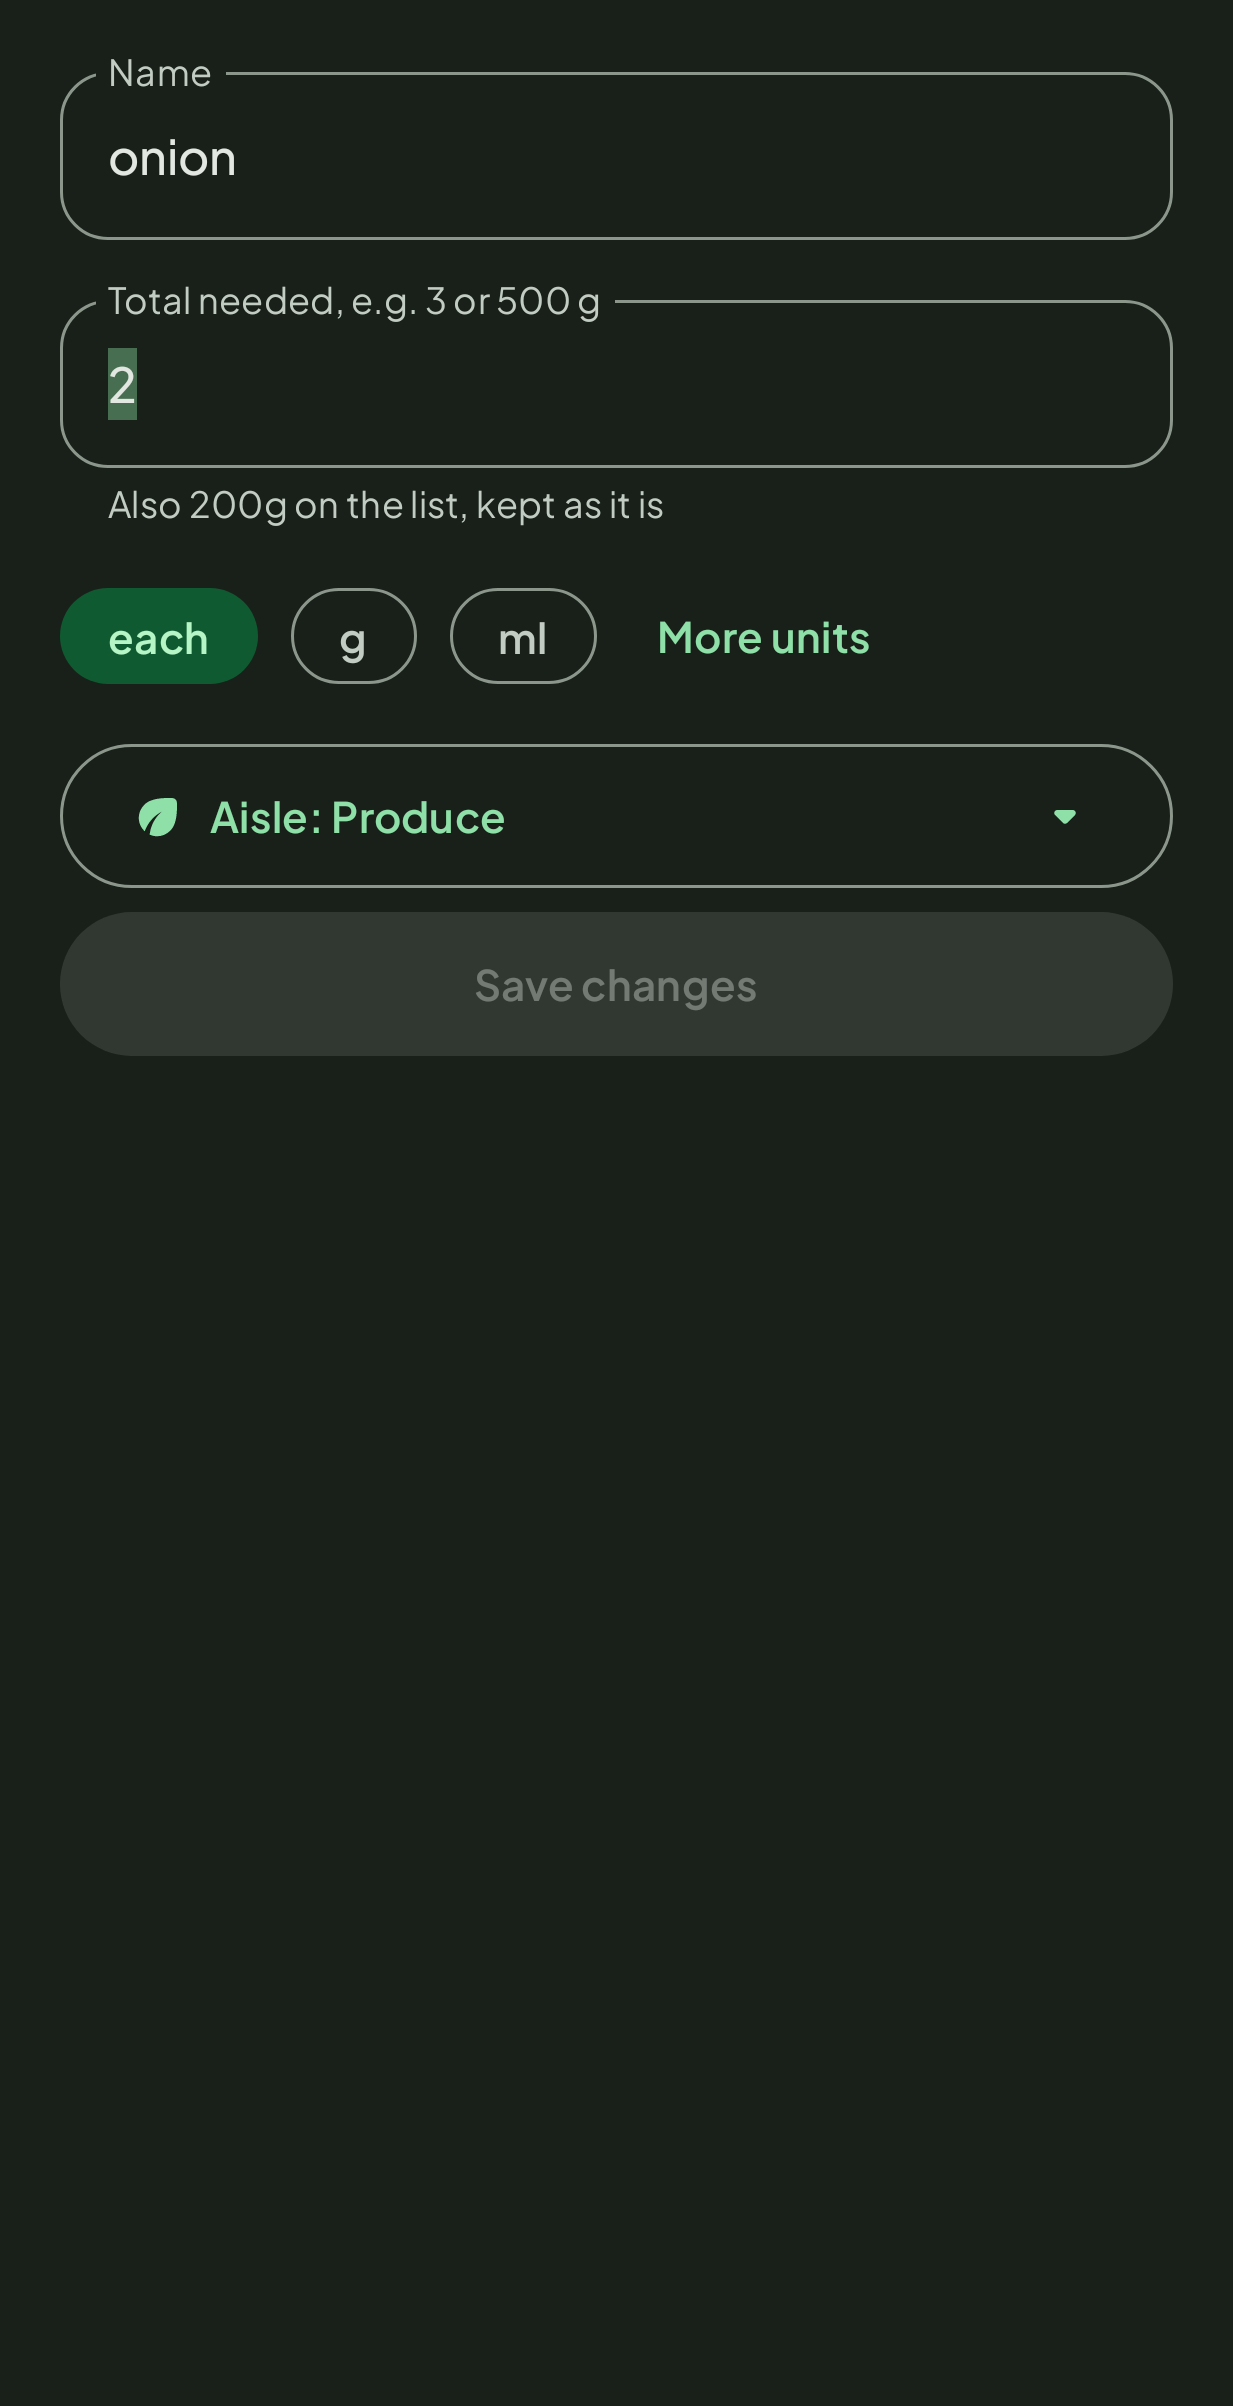 Name
onion
Total needed, e.g. 3 or 500 g
2
Also 200g on the list, kept as it is
each g ml More units
Aisle: Produce
Save changes